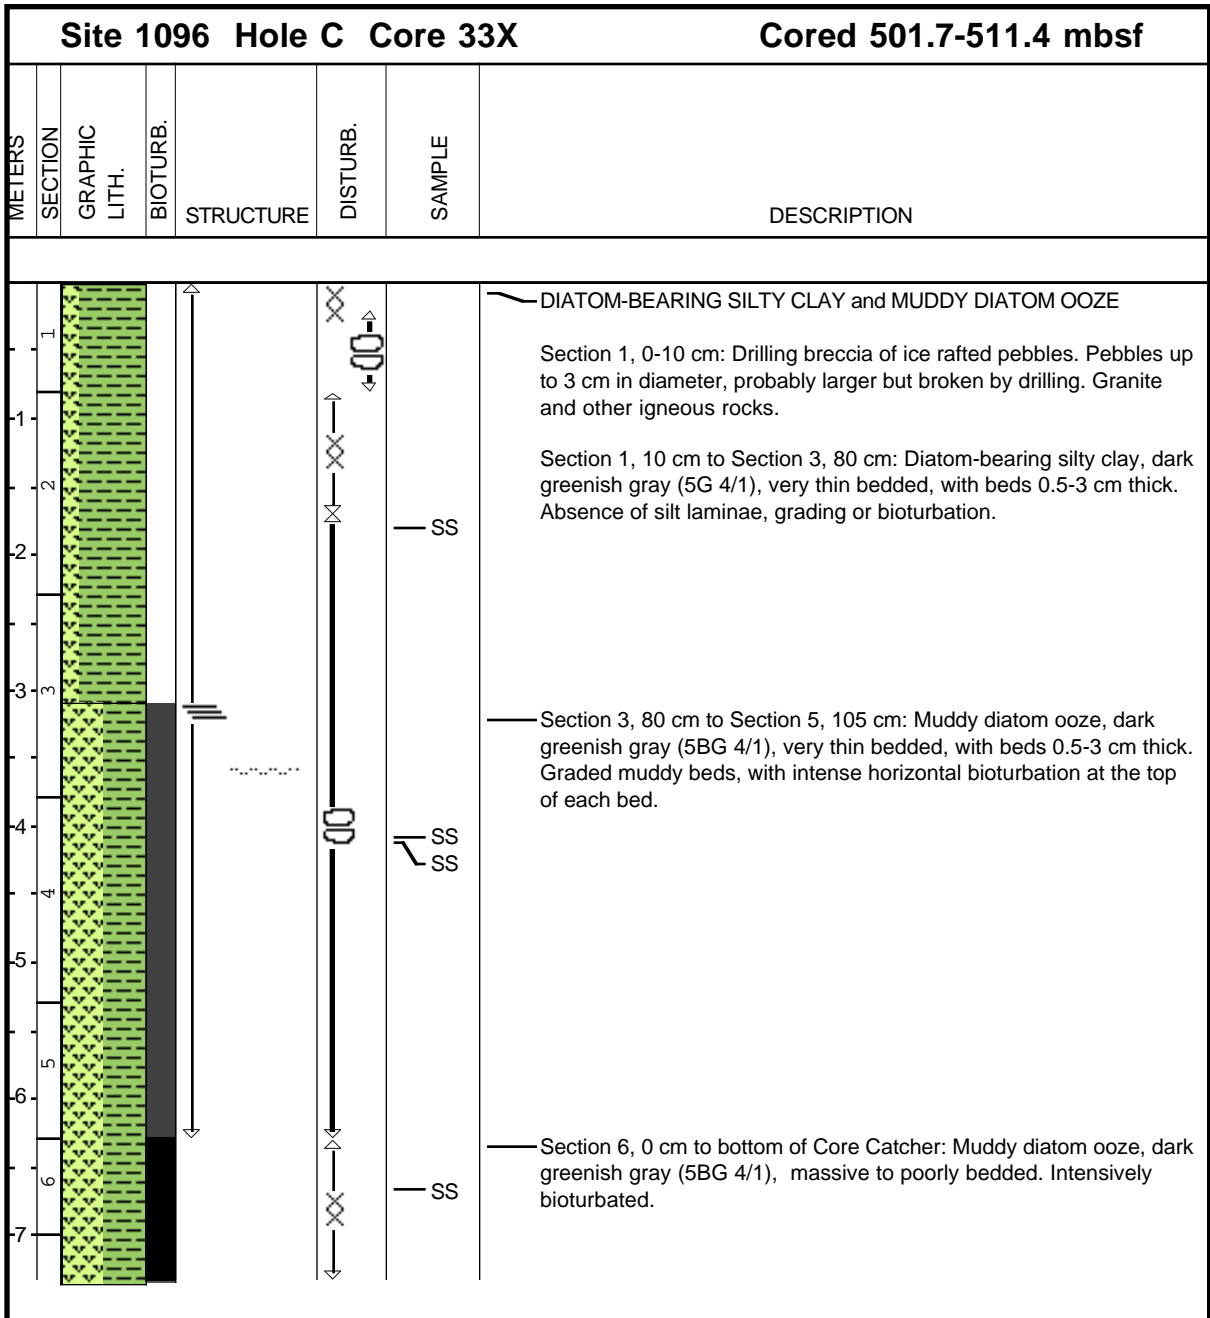 Site 1096 Hole C Core 33X Cored 501.7-511.4 mbsf
METERS
SECTION
GRAPHIC
LITH.
BIOTURB.
STRUCTURE
DISTURB.
SAMPLE
DESCRIPTION
DIATOM-BEARING SILTY CLAY and MUDDY DIATOM OOZE
1
Section 1, 0-10 cm: Drilling breccia of ice rafted pebbles. Pebbles up
to 3 cm in diameter, probably larger but broken by drilling. Granite
and other igneous rocks.
1
Section 1, 10 cm to Section 3, 80 cm: Diatom-bearing silty clay, dark
greenish gray (5G 4/1), very thin bedded, with beds 0.5-3 cm thick.
Absence of silt laminae, grading or bioturbation.
2
SS
2
3
3
Section 3, 80 cm to Section 5, 105 cm: Muddy diatom ooze, dark
greenish gray (5BG 4/1), very thin bedded, with beds 0.5-3 cm thick.
Graded muddy beds, with intense horizontal bioturbation at the top
of each bed.
4
SS
SS
4
5
5
6
Section 6, 0 cm to bottom of Core Catcher: Muddy diatom ooze, dark
greenish gray (5BG 4/1), massive to poorly bedded. Intensively
bioturbated.
6
SS
7